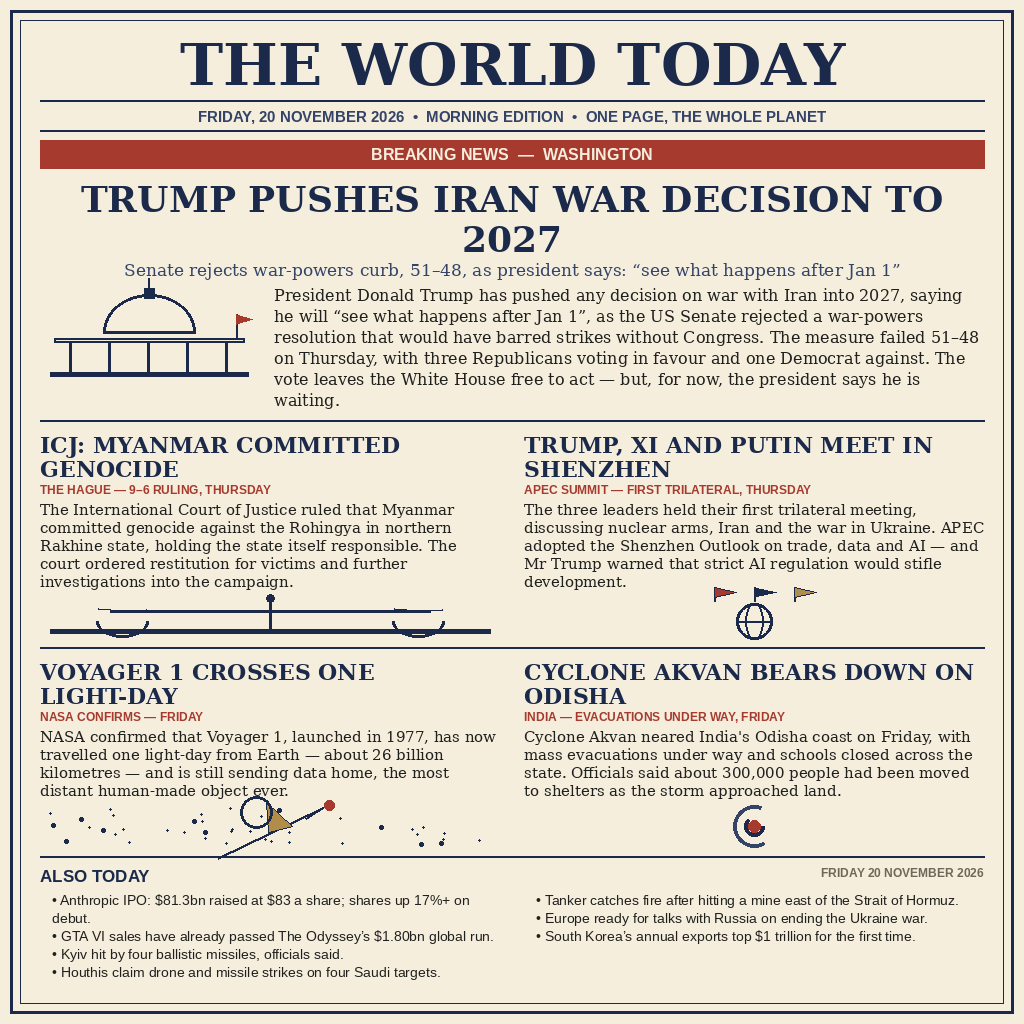 THE WORLD TODAY
FRIDAY, 20 NOVEMBER 2026 • MORNING EDITION • ONE PAGE, THE WHOLE PLANET
BREAKING NEWS — WASHINGTON
TRUMP PUSHES IRAN WAR DECISION TO
2027
Senate rejects war-powers curb, 51–48, as president says: “see what happens after Jan 1”
President Donald Trump has pushed any decision on war with Iran into 2027, saying
he will “see what happens after Jan 1”, as the US Senate rejected a war-powers
resolution that would have barred strikes without Congress. The measure failed 51–48
on Thursday, with three Republicans voting in favour and one Democrat against. The
vote leaves the White House free to act — but, for now, the president says he is
waiting.
ICJ: MYANMAR COMMITTED
GENOCIDE
THE HAGUE — 9–6 RULING, THURSDAY
The International Court of Justice ruled that Myanmar
committed genocide against the Rohingya in northern
Rakhine state, holding the state itself responsible. The
court ordered restitution for victims and further
investigations into the campaign.
TRUMP, XI AND PUTIN MEET IN
SHENZHEN
APEC SUMMIT — FIRST TRILATERAL, THURSDAY
The three leaders held their first trilateral meeting,
discussing nuclear arms, Iran and the war in Ukraine. APEC
adopted the Shenzhen Outlook on trade, data and AI — and
Mr Trump warned that strict AI regulation would stifle
development.
VOYAGER 1 CROSSES ONE
LIGHT-DAY
NASA CONFIRMS — FRIDAY
NASA confirmed that Voyager 1, launched in 1977, has now
travelled one light-day from Earth — about 26 billion
kilometres — and is still sending data home, the most
distant human-made object ever.
CYCLONE AKVAN BEARS DOWN ON
ODISHA
INDIA — EVACUATIONS UNDER WAY, FRIDAY
Cyclone Akvan neared India's Odisha coast on Friday, with
mass evacuations under way and schools closed across the
state. Officials said about 300,000 people had been moved
to shelters as the storm approached land.
ALSO TODAY
FRIDAY 20 NOVEMBER 2026
• Anthropic IPO: $81.3bn raised at $83 a share; shares up 17%+ on
debut.
• GTA VI sales have already passed The Odyssey’s $1.80bn global run.
• Kyiv hit by four ballistic missiles, officials said.
• Houthis claim drone and missile strikes on four Saudi targets.
• Tanker catches fire after hitting a mine east of the Strait of Hormuz.
• Europe ready for talks with Russia on ending the Ukraine war.
• South Korea’s annual exports top $1 trillion for the first time.